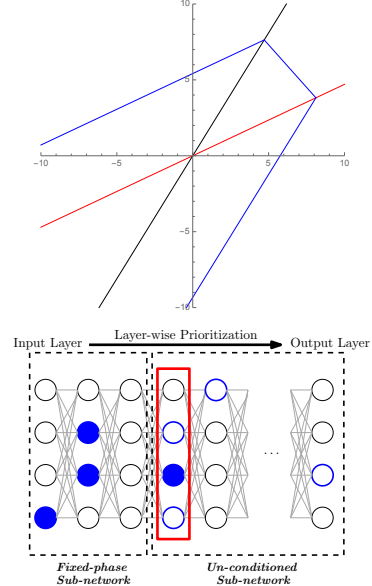 10
5
-10
-5
5
10
-5
-10
Layer-wise Prioritization
Input Layer
Output Layer
...
Fixed-phase
Sub-network
Un-conditioned
Sub-network